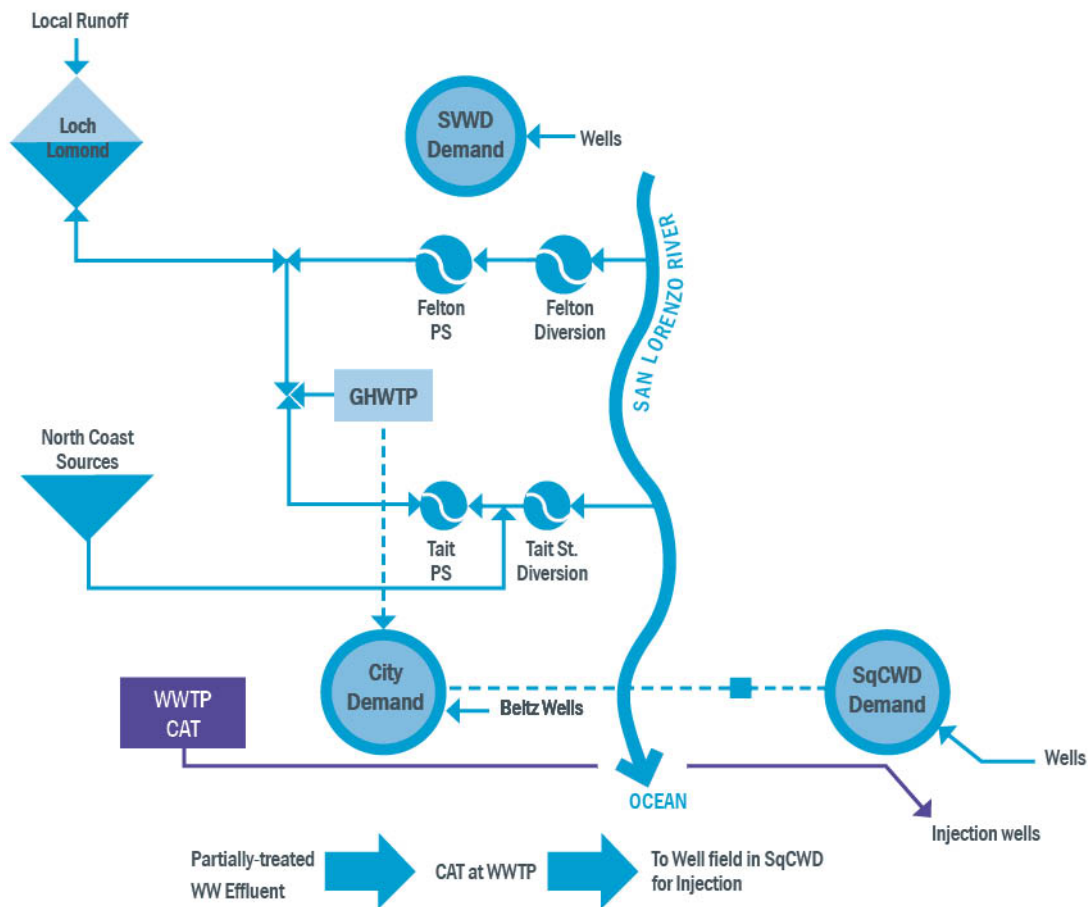 Local Runoff
Loch
Lomond
SVWD
Demand
Wells
SAN LORENZO RIVER
Felton
PS
Felton
Diversion
GHWTP
North Coast
Sources
Tait
PS
Tait St.
Diversion
City
Demand
Beltz Wells
SqCWD
Demand
WWTP
CAT
Wells
OCEAN
Injection wells
Partially-treated
WW Effluent
CAT at WWTP
To Well field in SqCWD
for Injection